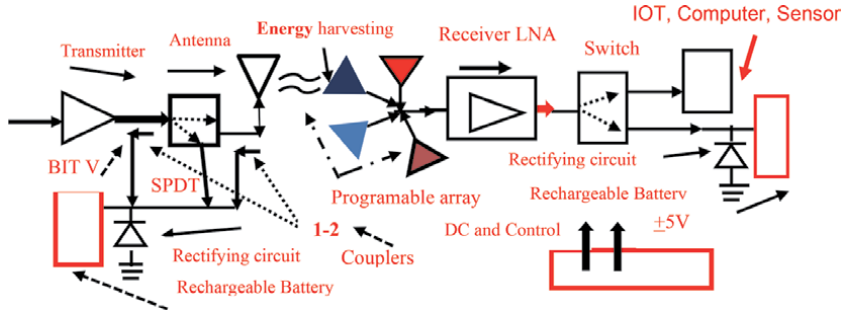 IOT, Computer, Sensor
Energy harvesting
Receiver LNA
Antenna
Transmitter
Switch
BIT V
SPDT
Rectifying circuit
Programable array
Rechargeable Battery
1-2
DC and Control
±5V
Couplers
Rectifying circuit
Rechargeable Battery